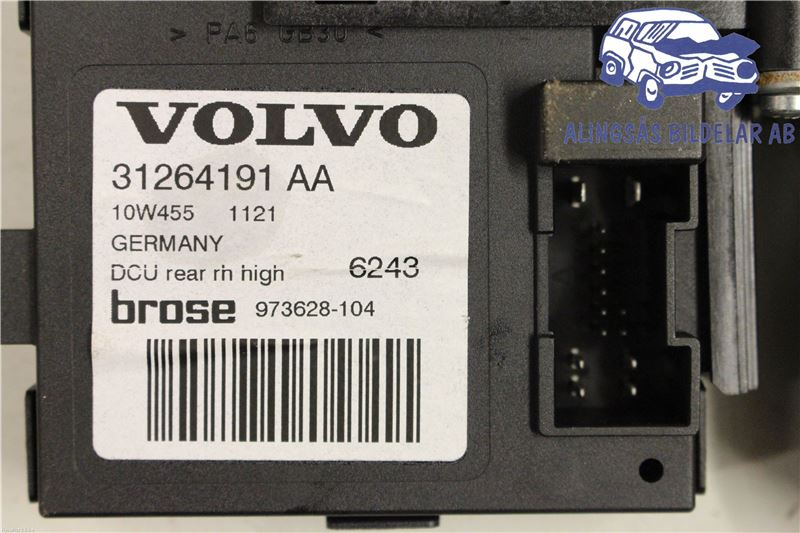 > PA6 GB30 <
ALINGSÅS BILDELAR AB
VOLVO
31264191 AA
10W455 1121
GERMANY
DCU rear rh high 6243
brose 973628-104